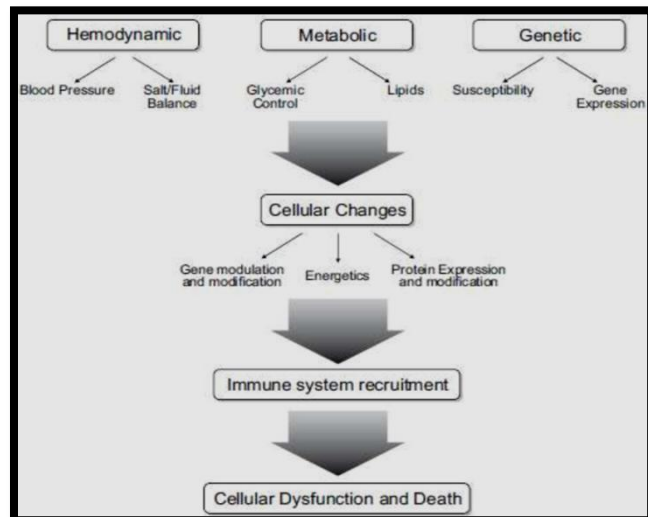 Hemodynamic
Metabolic
Genetic
Blood Pressure
Salt/Fluid
Balance
Glycemic
Control
Lipids
Susceptibility
Gene
Expression
Cellular Changes
Gene modulation
and modification
Energetics
Protein Expression
and modification
Immune system recruitment
Cellular Dysfunction and Death